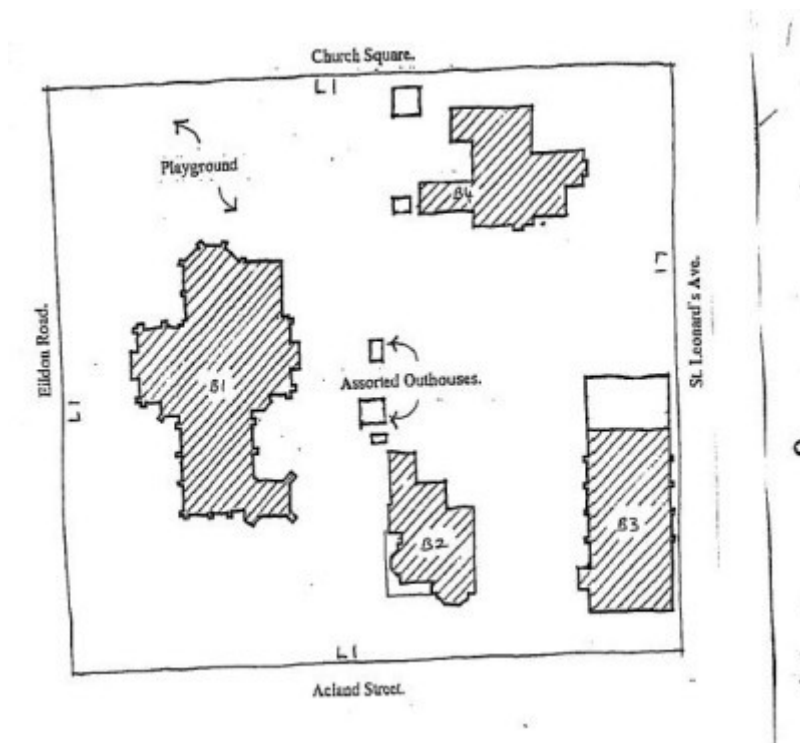 Church Square.
L1
Playground
B4
L1
Eildon Road.
St. Leonard's Ave.
B1
Assorted Outhouses.
L1
B2
B3
L1
Acland Street.